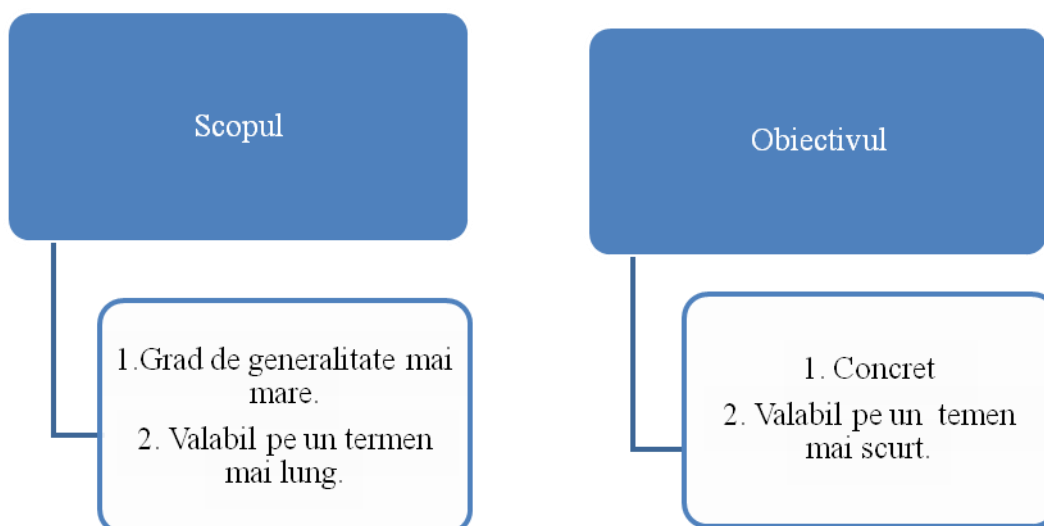 Scopul
1.Grad de generalitate mai
mare.
2. Valabil pe un termen
mai lung.
Obiectivul
1. Concret
2. Valabil pe un temen
mai scurt.